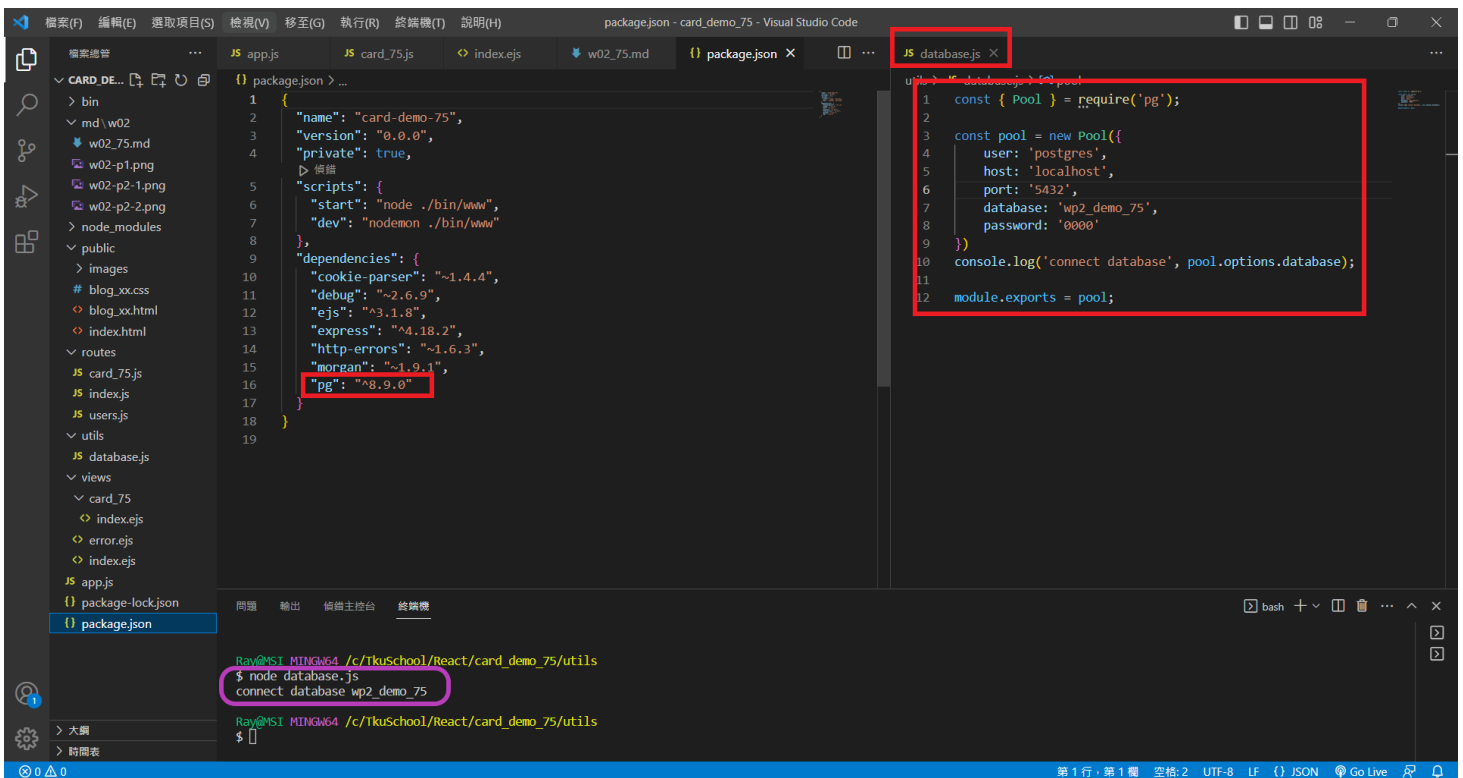 檔案(F) 編輯(E) 選取項目(S) 檢視(V) 移至(G) 執行(R) 終端機(T) 說明(H) package.json - card_demo_75 - Visual Studio Code
檔案總管 ···
CARD_DE...
> bin
md \ w02
w02_75.md
w02-p1.png
w02-p2-1.png
w02-p2-2.png
> node_modules
public
> images
# blog_xx.css
<> blog_xx.html
<> index.html
routes
JS card_75.js
JS index.js
JS users.js
utils
JS database.js
views
card_75
<> index.ejs
<> error.ejs
<> index.ejs
JS app.js
{} package-lock.json
{} package.json
> 大綱
> 時間表
JS app.js JS card_75.js <> index.ejs w02_75.md {} package.json ×
{} package.json > ...
1 {
2 "name": "card-demo-75",
3 "version": "0.0.0",
4 "private": true,
偵錯
5 "scripts": {
6 "start": "node ./bin/www",
7 "dev": "nodemon ./bin/www"
8 },
9 "dependencies": {
10 "cookie-parser": "~1.4.4",
11 "debug": "~2.6.9",
12 "ejs": "^3.1.8",
13 "express": "^4.18.2",
14 "http-errors": "~1.6.3",
15 "morgan": "~1.9.1",
16 "pg": "^8.9.0"
17 }
18 }
19
JS database.js ×
1 const { Pool } = require('pg');
2
3 const pool = new Pool({
4 user: 'postgres',
5 host: 'localhost',
6 port: '5432',
7 database: 'wp2_demo_75',
8 password: '0000'
9 })
10 console.log('connect database', pool.options.database);
11
12 module.exports = pool;
問題 輸出 偵錯主控台 終端機 bash
Ray@MSI MINGW64 /c/TkuSchool/React/card_demo_75/utils
$ node database.js
connect database wp2_demo_75
Ray@MSI MINGW64 /c/TkuSchool/React/card_demo_75/utils
$
1
0 0 第 1 行，第 1 欄 空格: 2 UTF-8 LF {} JSON Go Live